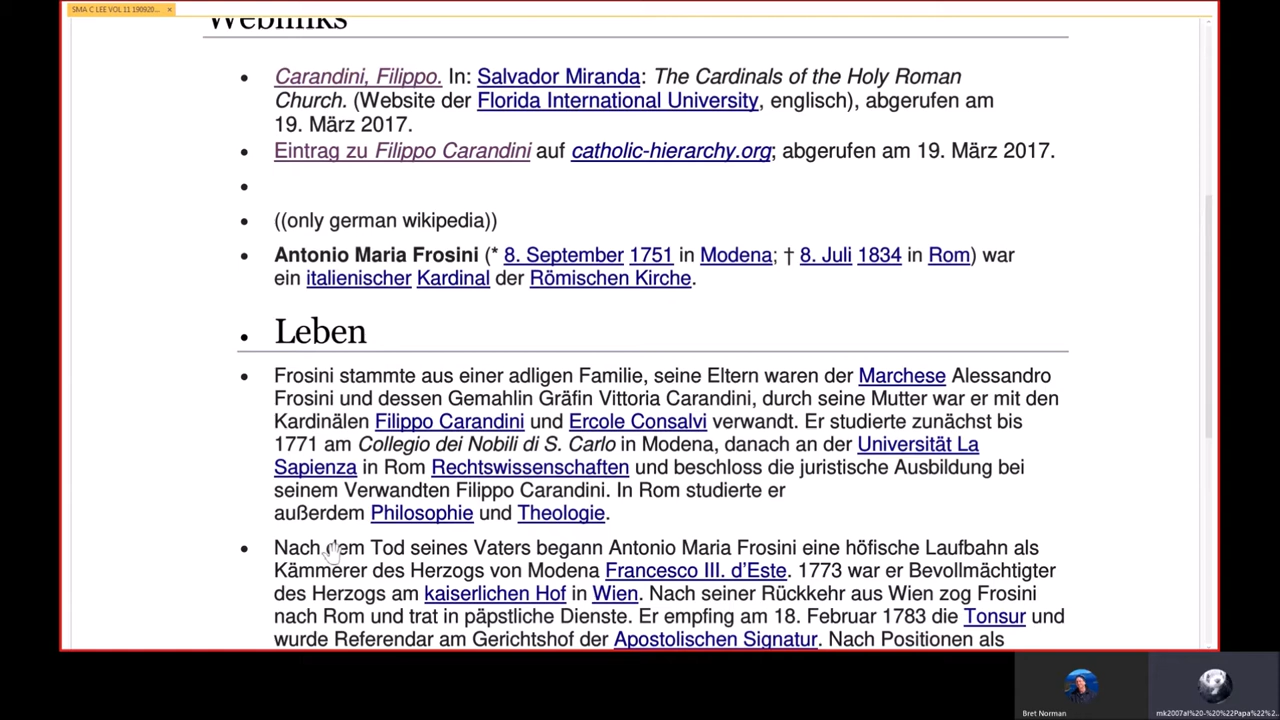 SMA C LEE VOL 11 190920... ×
Weblinks
• Carandini, Filippo. In: Salvador Miranda: The Cardinals of the Holy Roman
Church. (Website der Florida International University, englisch), abgerufen am
19. März 2017.
• Eintrag zu Filippo Carandini auf catholic-hierarchy.org; abgerufen am 19. März 2017.
•
• ((only german wikipedia))
• Antonio Maria Frosini (* 8. September 1751 in Modena; † 8. Juli 1834 in Rom) war
ein italienischer Kardinal der Römischen Kirche.
• Leben
• Frosini stammte aus einer adligen Familie, seine Eltern waren der Marchese Alessandro
Frosini und dessen Gemahlin Gräfin Vittoria Carandini, durch seine Mutter war er mit den
Kardinälen Filippo Carandini und Ercole Consalvi verwandt. Er studierte zunächst bis
1771 am Collegio dei Nobili di S. Carlo in Modena, danach an der Universität La
Sapienza in Rom Rechtswissenschaften und beschloss die juristische Ausbildung bei
seinem Verwandten Filippo Carandini. In Rom studierte er
außerdem Philosophie und Theologie.
• Nach dem Tod seines Vaters begann Antonio Maria Frosini eine höfische Laufbahn als
Kämmerer des Herzogs von Modena Francesco III. d’Este. 1773 war er Bevollmächtigter
des Herzogs am kaiserlichen Hof in Wien. Nach seiner Rückkehr aus Wien zog Frosini
nach Rom und trat in päpstliche Dienste. Er empfing am 18. Februar 1783 die Tonsur und
wurde Referendar am Gerichtshof der Apostolischen Signatur. Nach Positionen als
Bret Norman
mk2007al%20-%20%22Papa%22%2...